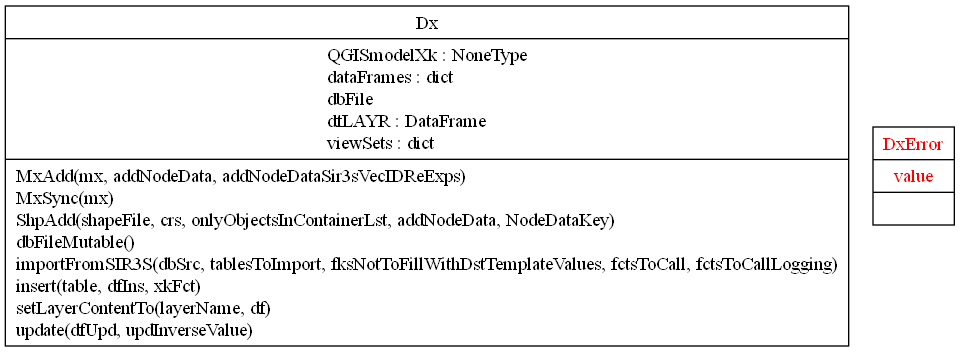 Dx
QGISmodelXk : NoneType
dataFrames : dict
dbFile
dfLAYR : DataFrame
viewSets : dict
MxAdd(mx, addNodeData, addNodeDataSir3sVecIDReExps)
MxSync(mx)
ShpAdd(shapeFile, crs, onlyObjectsInContainerLst, addNodeData, NodeDataKey)
dbFileMutable()
importFromSIR3S(dbSrc, tablesToImport, fksNotToFillWithDstTemplateValues, fctsToCall, fctsToCallLogging)
insert(table, dfIns, xkFct)
setLayerContentTo(layerName, df)
update(dfUpd, updInverseValue)
DxError
value